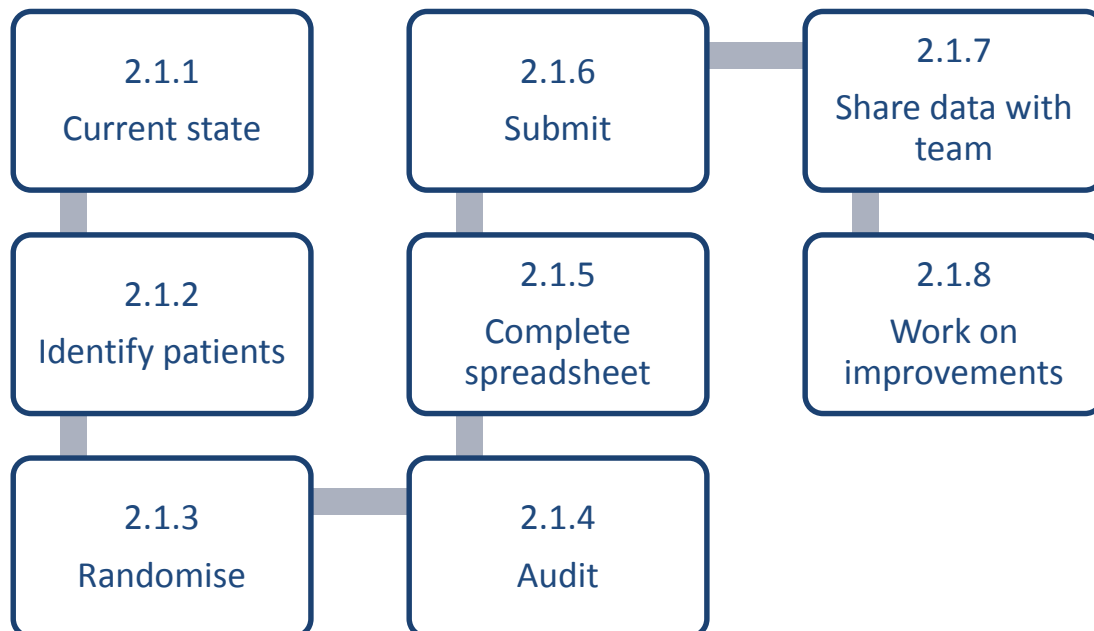 2.1.1
Current state
2.1.2
Identify patients
2.1.3
Randomise
2.1.4
Audit
2.1.5
Complete
spreadsheet
2.1.6
Submit
2.1.7
Share data with
team
2.1.8
Work on
improvements